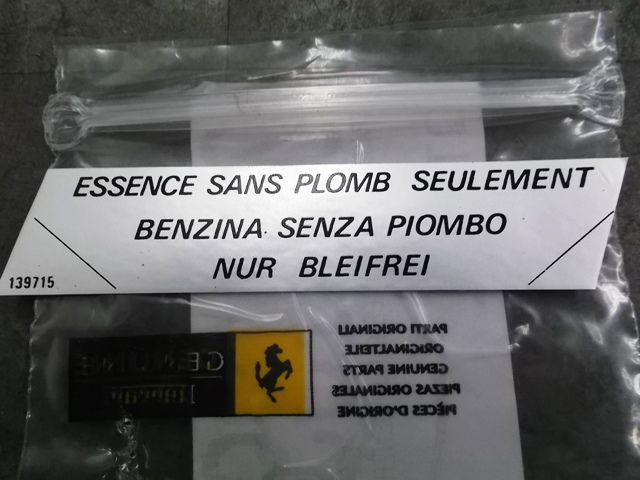 ESSENCE SANS PLOMB SEULEMENT
BENZINA SENZA PIOMBO
NUR BLEIFREI
139715
GENUINE
PARTI ORIGINALI
ORIGINALTEILE
GENUINE PARTS
PIEZAS ORIGINALES
PIÈCES D'ORIGINE